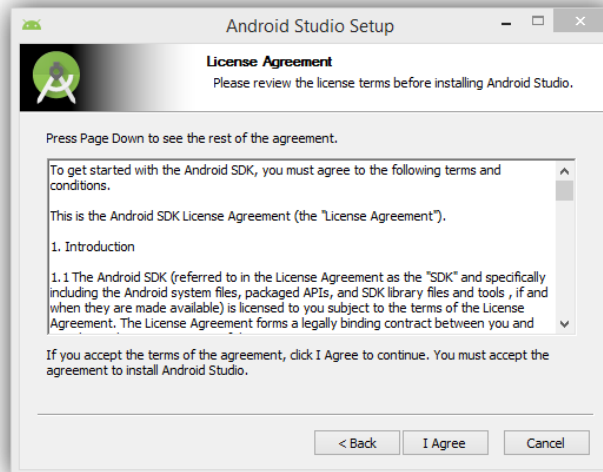 Android Studio Setup
License Agreement
Please review the license terms before installing Android Studio.
Press Page Down to see the rest of the agreement.
To get started with the Android SDK, you must agree to the following terms and
conditions.
This is the Android SDK License Agreement (the "License Agreement").
1. Introduction
1.1 The Android SDK (referred to in the License Agreement as the "SDK" and specifically
including the Android system files, packaged APIs, and SDK library files and tools , if and
when they are made available) is licensed to you subject to the terms of the License
Agreement. The License Agreement forms a legally binding contract between you and
If you accept the terms of the agreement, click I Agree to continue. You must accept the
agreement to install Android Studio.
< Back
I Agree
Cancel